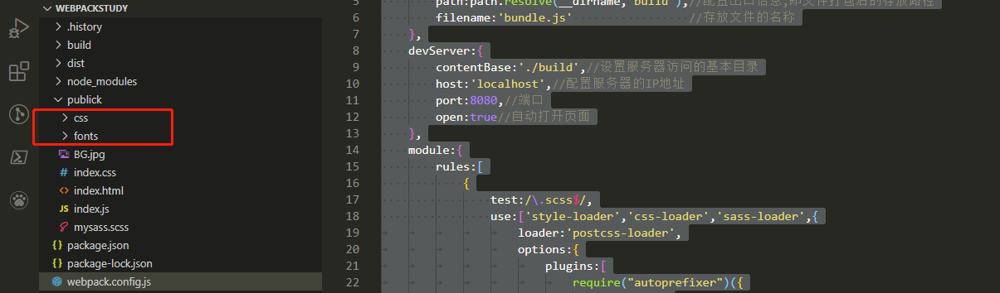 WEBPACKSTUDY
.history
build
dist
node_modules
publick
css
fonts
BG.jpg
index.css
index.html
JS index.js
mysass.scss
{} package.json
{} package-lock.json
webpack.config.js
5 path:path.resolve(__dirname,'build'),//配置出口信息,即文件打包后的存放路径
6 filename:'bundle.js' //存放文件的名称
7 },
8 devServer:{
9 contentBase:'./build',//设置服务器访问的基本目录
10 host:'localhost',//配置服务器的IP地址
11 port:8080,//端口
12 open:true//自动打开页面
13 },
14 module:{
15 rules:[
16 {
17 test:/\.scss$/,
18 use:['style-loader','css-loader','sass-loader',{
19 loader:'postcss-loader',
20 options:{
21 plugins:[
22 require("autoprefixer")({